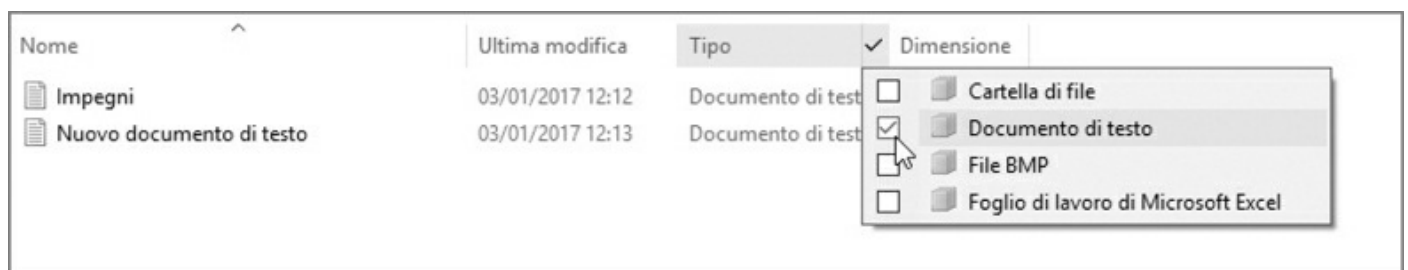 Nome Ultima modifica Tipo Dimensione
Impegni 03/01/2017 12:12 Documento di test
Nuovo documento di testo 03/01/2017 12:13 Documento di test
Cartella di file
Documento di testo
File BMP
Foglio di lavoro di Microsoft Excel